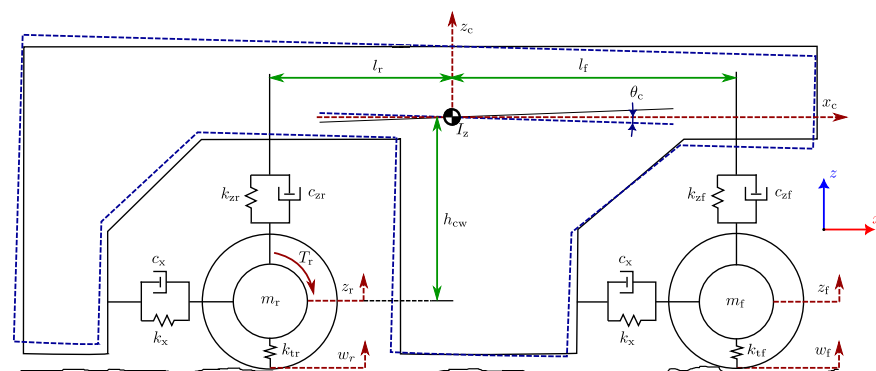 z_c
l_r
l_f
θ_c
x_c
I_z
k_zr
c_zr
k_zf
c_zf
z
h_cw
x
c_x
T_r
z_r
c_x
z_f
m_r
m_f
k_x
k_tr
w_r
k_x
k_tf
w_f